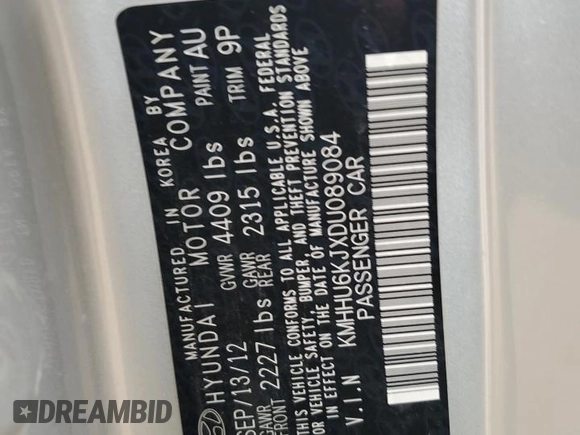 MANUFACTURED IN KOREA BY
HYUNDAI MOTOR COMPANY
SEP/13/12 GVWR 4409 lbs PAINT AU
GAWR FRONT 2227 lbs GAWR REAR 2315 lbs TRIM 9P
THIS VEHICLE CONFORMS TO ALL APPLICABLE U.S.A. FEDERAL
MOTOR VEHICLE SAFETY, BUMPER, AND THEFT PREVENTION STANDARDS
IN EFFECT ON THE DATE OF MANUFACTURE SHOWN ABOVE
V.I.N KMHHU6KJXDU089084
PASSENGER CAR
DREAMBID